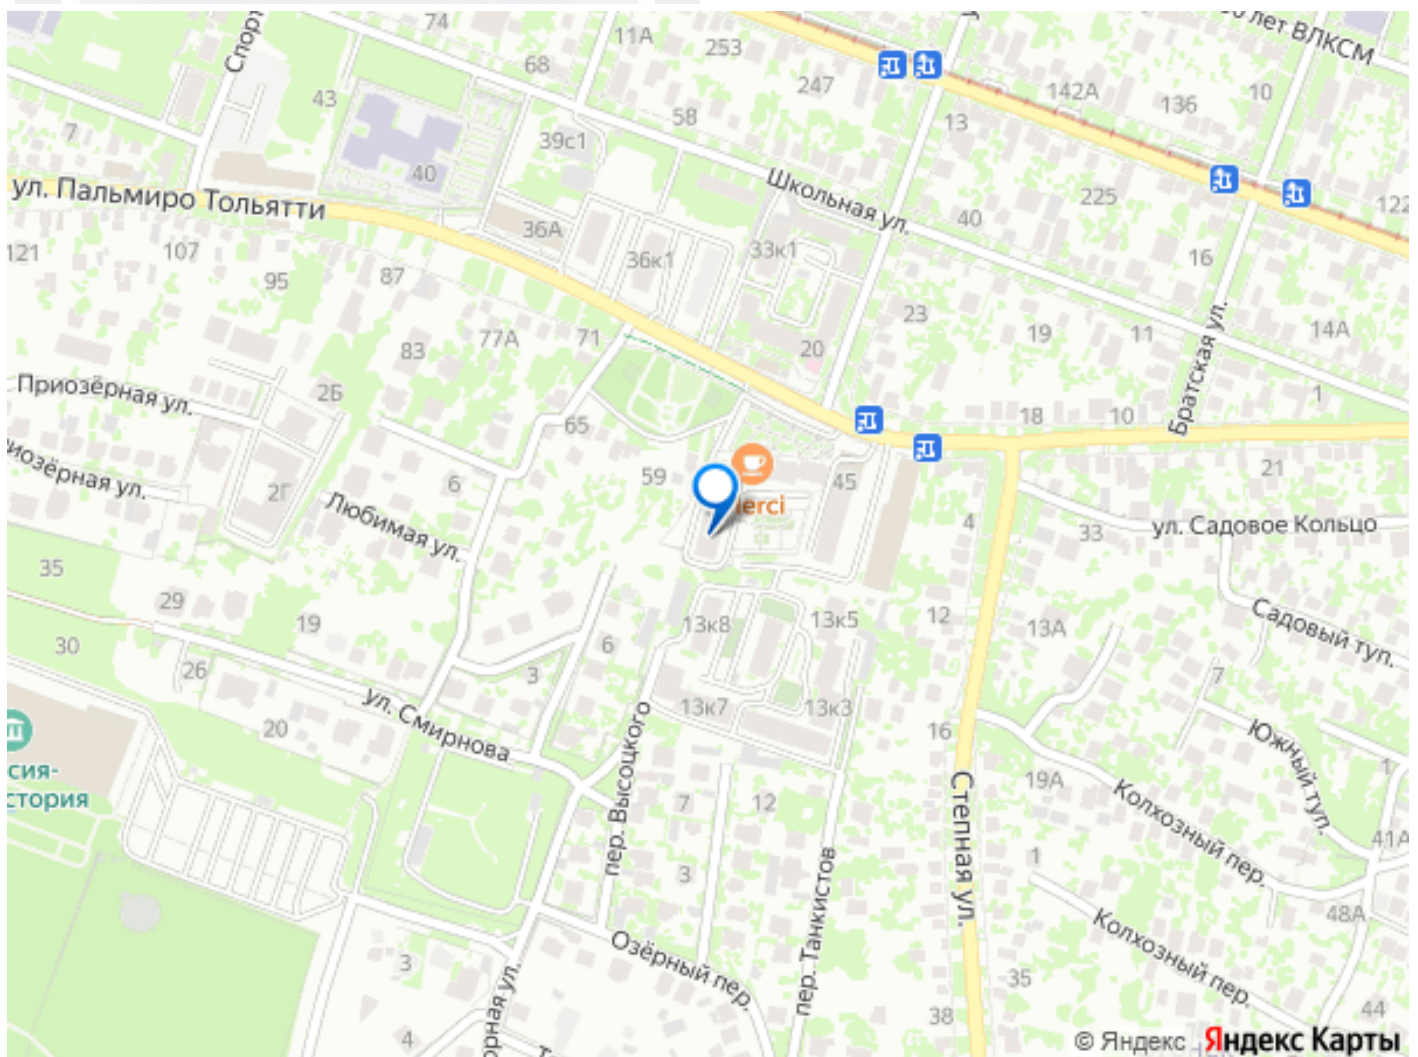 74
11А
253
50 лет ВЛКСМ
Спор
68
247
142А
136
10
43
58
13
7
39с1
40
Школьная ул.
225
122
ул. Пальмиро Тольятти
36А
33к1
40
121
107
36к1
16
95
87
23
19
11
14А
77А
71
83
20
Братская ул.
Приозёрная ул.
2Б
1
65
18
10
иозёрная ул.
6
59
45
21
2Г
erci
4
33
ул. Садовое Кольцо
Любимая ул.
35
29
19
13к8
13к5
12
13А
Садовый туп.
30
26
3
6
7
ул. Смирнова
20
13к7
13к3
16
Южный туп.
сия-
стория
пер. Высоцкого
7
12
Степная ул.
19А
Колхозный пер.
1
41А
3
1
пер. Танкистов
48А
Озёрный пер.
Колхозный пер.
3
орная ул.
35
4
38
44
© Яндекс Яндекс Карты